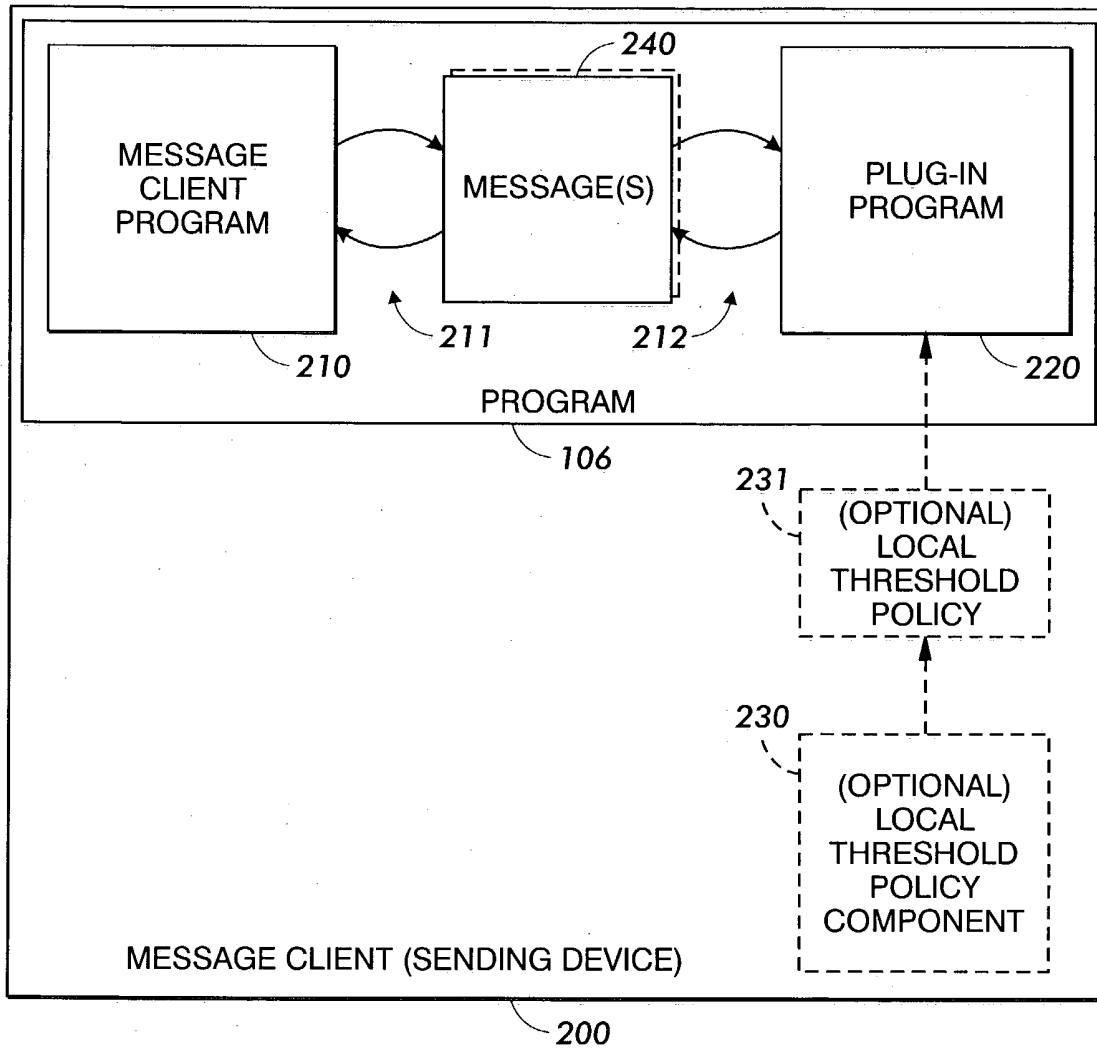 240
MESSAGE
CLIENT
PROGRAM
MESSAGE(S)
PLUG-IN
PROGRAM
211
212
210
220
PROGRAM
106
231
(OPTIONAL)
LOCAL
THRESHOLD
POLICY
230
(OPTIONAL)
LOCAL
THRESHOLD
POLICY
COMPONENT
MESSAGE CLIENT (SENDING DEVICE)
200